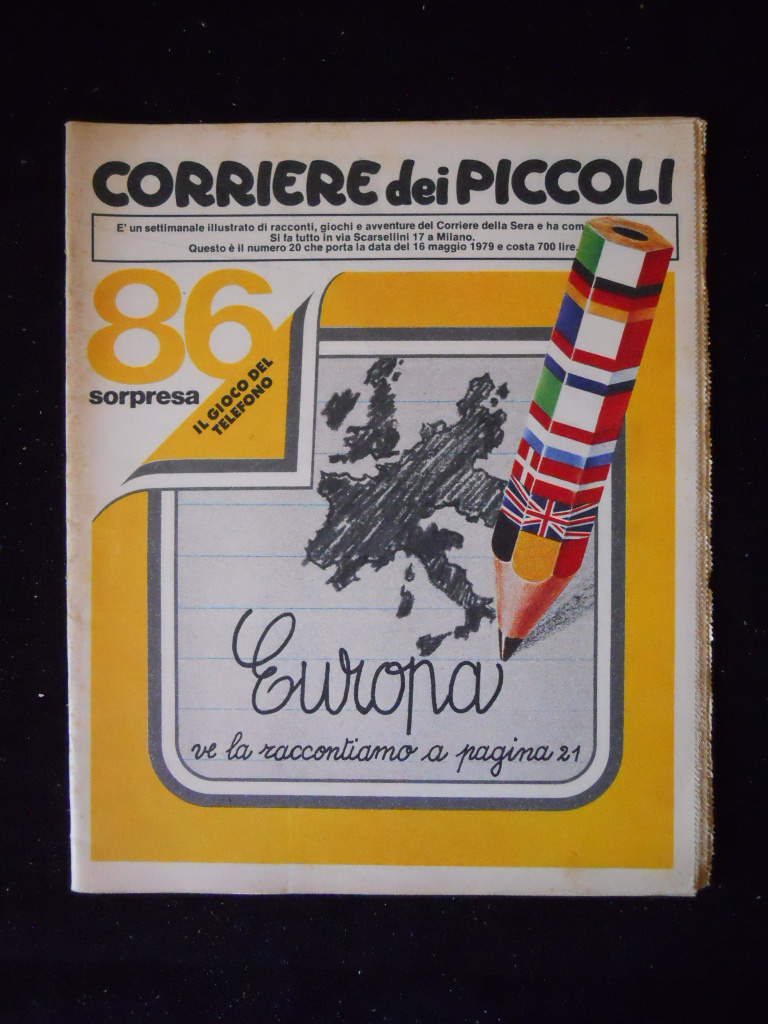 CORRIERE dei PICCOLI
E' un settimanale illustrato di racconti, giochi e avventure del Corriere della Sera e ha com
Si fa tutto in via Scarsellini 17 a Milano.
Questo è il numero 20 che porta la data del 16 maggio 1979 e costa 700 lire.
86
sorpresa
IL GIOCO DEL
TELEFONO
Europa
ve la raccontiamo a pagina 21